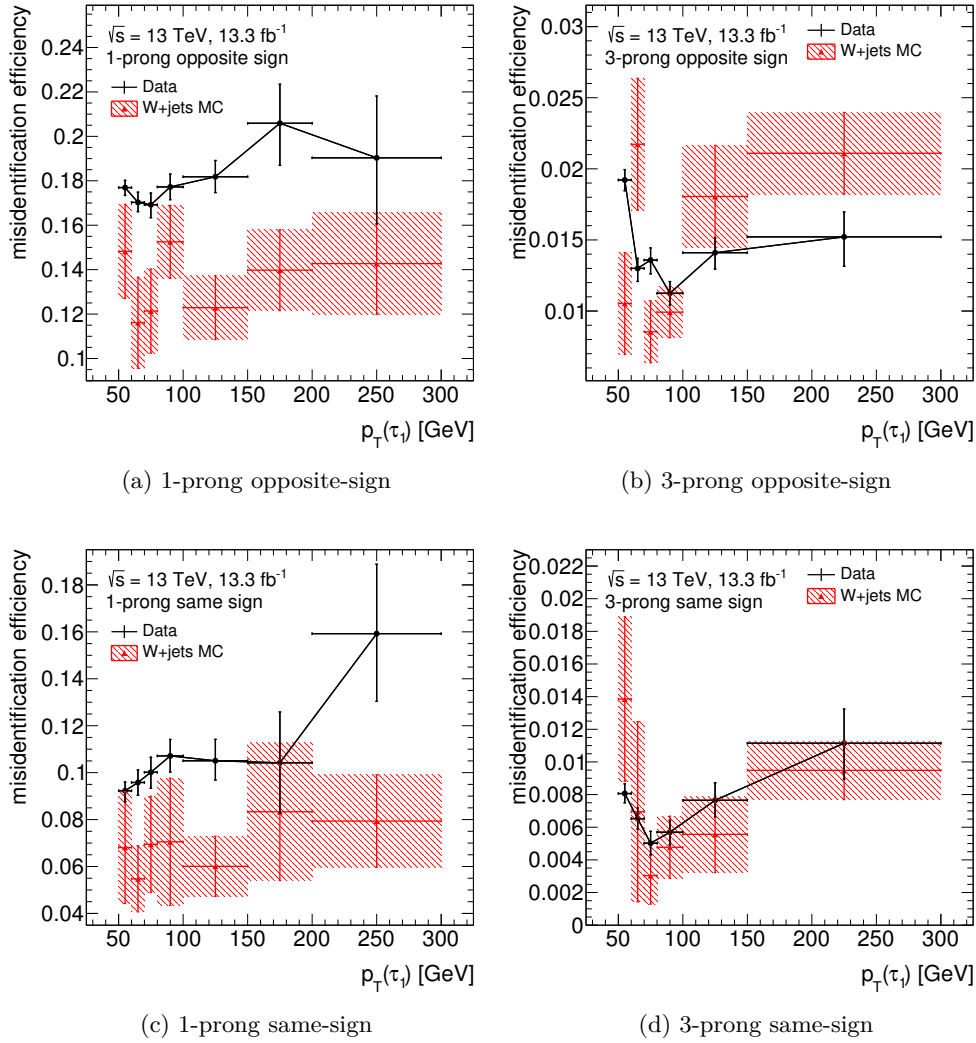 misidentification efficiency
0.24
0.22
0.2
0.18
0.16
0.14
0.12
0.1
√s = 13 TeV, 13.3 fb⁻¹
1-prong opposite sign
Data
W+jets MC
50 100 150 200 250 300
p_T(τ₁) [GeV]
(a) 1-prong opposite-sign
misidentification efficiency
0.03
0.025
0.02
0.015
0.01
√s = 13 TeV, 13.3 fb⁻¹
3-prong opposite sign
Data
W+jets MC
50 100 150 200 250 300
p_T(τ₁) [GeV]
(b) 3-prong opposite-sign
misidentification efficiency
0.18
0.16
0.14
0.12
0.1
0.08
0.06
0.04
√s = 13 TeV, 13.3 fb⁻¹
1-prong same sign
Data
W+jets MC
50 100 150 200 250 300
p_T(τ₁) [GeV]
(c) 1-prong same-sign
misidentification efficiency
0.022
0.02
0.018
0.016
0.014
0.012
0.01
0.008
0.006
0.004
0.002
0
√s = 13 TeV, 13.3 fb⁻¹
3-prong same sign
Data
W+jets MC
50 100 150 200 250 300
p_T(τ₁) [GeV]
(d) 3-prong same-sign